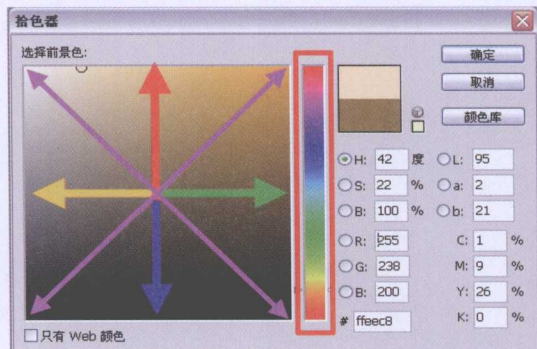 拾色器
选择前景色:
确定
取消
颜色库
H: 42 度
S: 22 %
B: 100 %
R: 255
G: 238
B: 200
# ffeec8
L: 95
a: 2
b: 21
C: 1 %
M: 9 %
Y: 26 %
K: 0 %
只有 Web 颜色